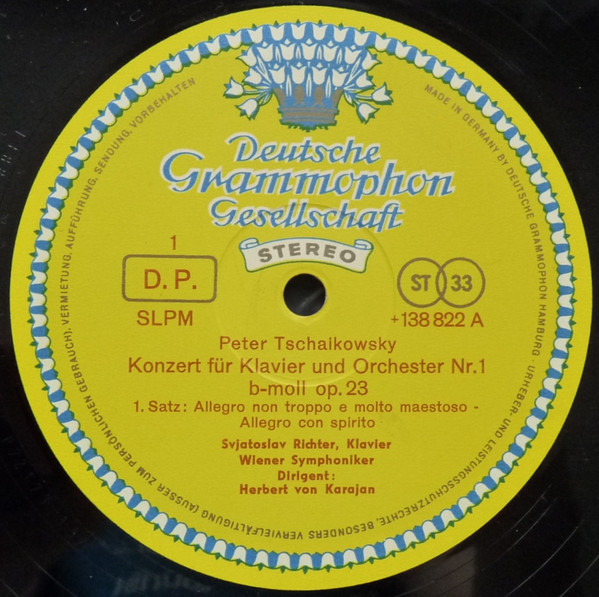 Deutsche
Grammophon
Gesellschaft
STEREO
1
D.P.
SLPM
ST 33
+138 822 A
Peter Tschaikowsky
Konzert für Klavier und Orchester Nr.1
b-moll op.23
1. Satz: Allegro non troppo e molto maestoso -
Allegro con spirito
Svjatoslav Richter, Klavier
Wiener Symphoniker
Dirigent:
Herbert von Karajan
MADE IN GERMANY BY DEUTSCHE GRAMMOPHON HAMBURG · URHEBER- UND LEISTUNGSSCHUTZRECHTE, BESONDERS VERVIELFÄLTIGUNG (AUSSER ZUM PERSÖNLICHEN GEBRAUCH), VERMIETUNG, AUFFÜHRUNG, SENDUNG, VORBEHALTEN